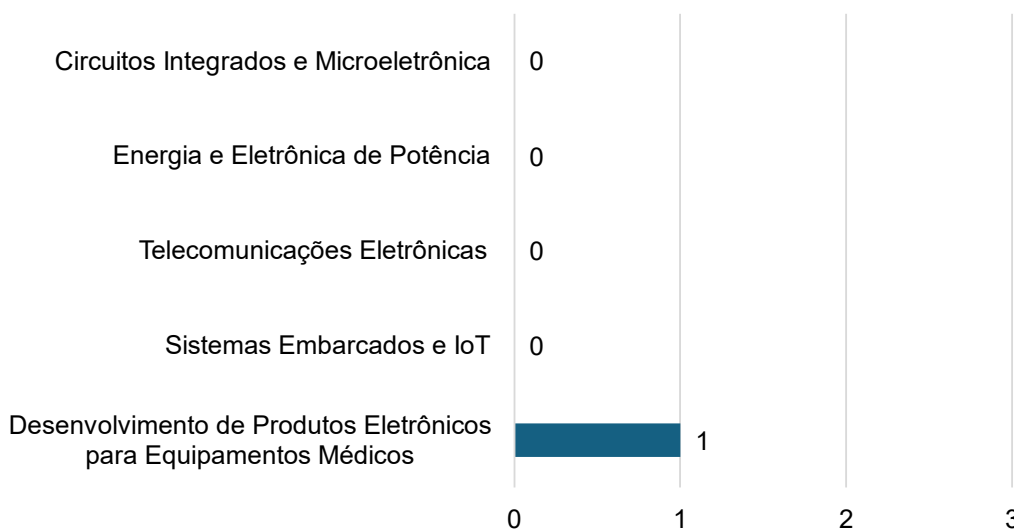 Circuitos Integrados e Microeletrônica 0
Energia e Eletrônica de Potência 0
Telecomunicações Eletrônicas 0
Sistemas Embarcados e IoT 0
Desenvolvimento de Produtos Eletrônicos
para Equipamentos Médicos 1
0 1 2 3